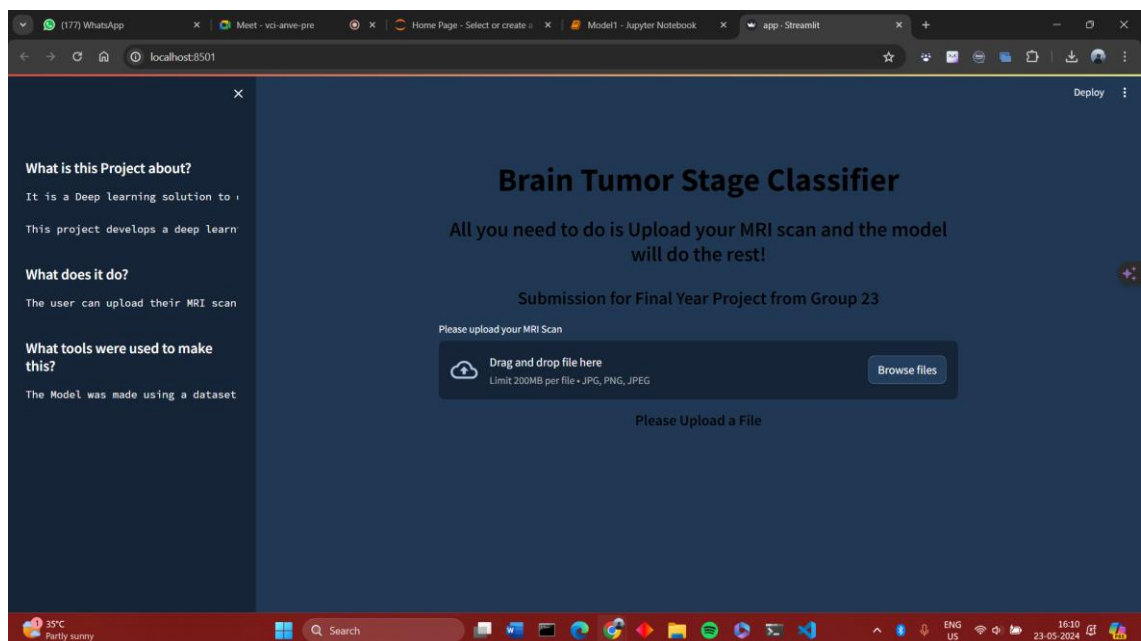 (177) WhatsApp
Meet - vci-anve-pre
Home Page - Select or create a
Model1 - Jupyter Notebook
app · Streamlit
localhost:8501
Deploy
What is this Project about?
It is a Deep learning solution to
This project develops a deep learn
What does it do?
The user can upload their MRI scan
What tools were used to make
this?
The Model was made using a dataset
Brain Tumor Stage Classifier
All you need to do is Upload your MRI scan and the model
will do the rest!
Submission for Final Year Project from Group 23
Please upload your MRI Scan
Drag and drop file here
Limit 200MB per file • JPG, PNG, JPEG
Browse files
Please Upload a File
1
35°C
Partly sunny
Search
ENG
US
16:10
23-05-2024